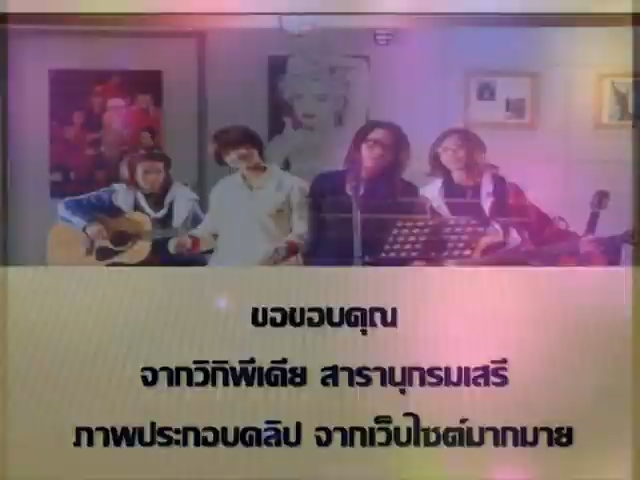 ขอขอบคุณ
จากวิกิพีเดีย สารานุกรมเสรี
ภาพประกอบคลิป จากเว็บไซต์มากมาย